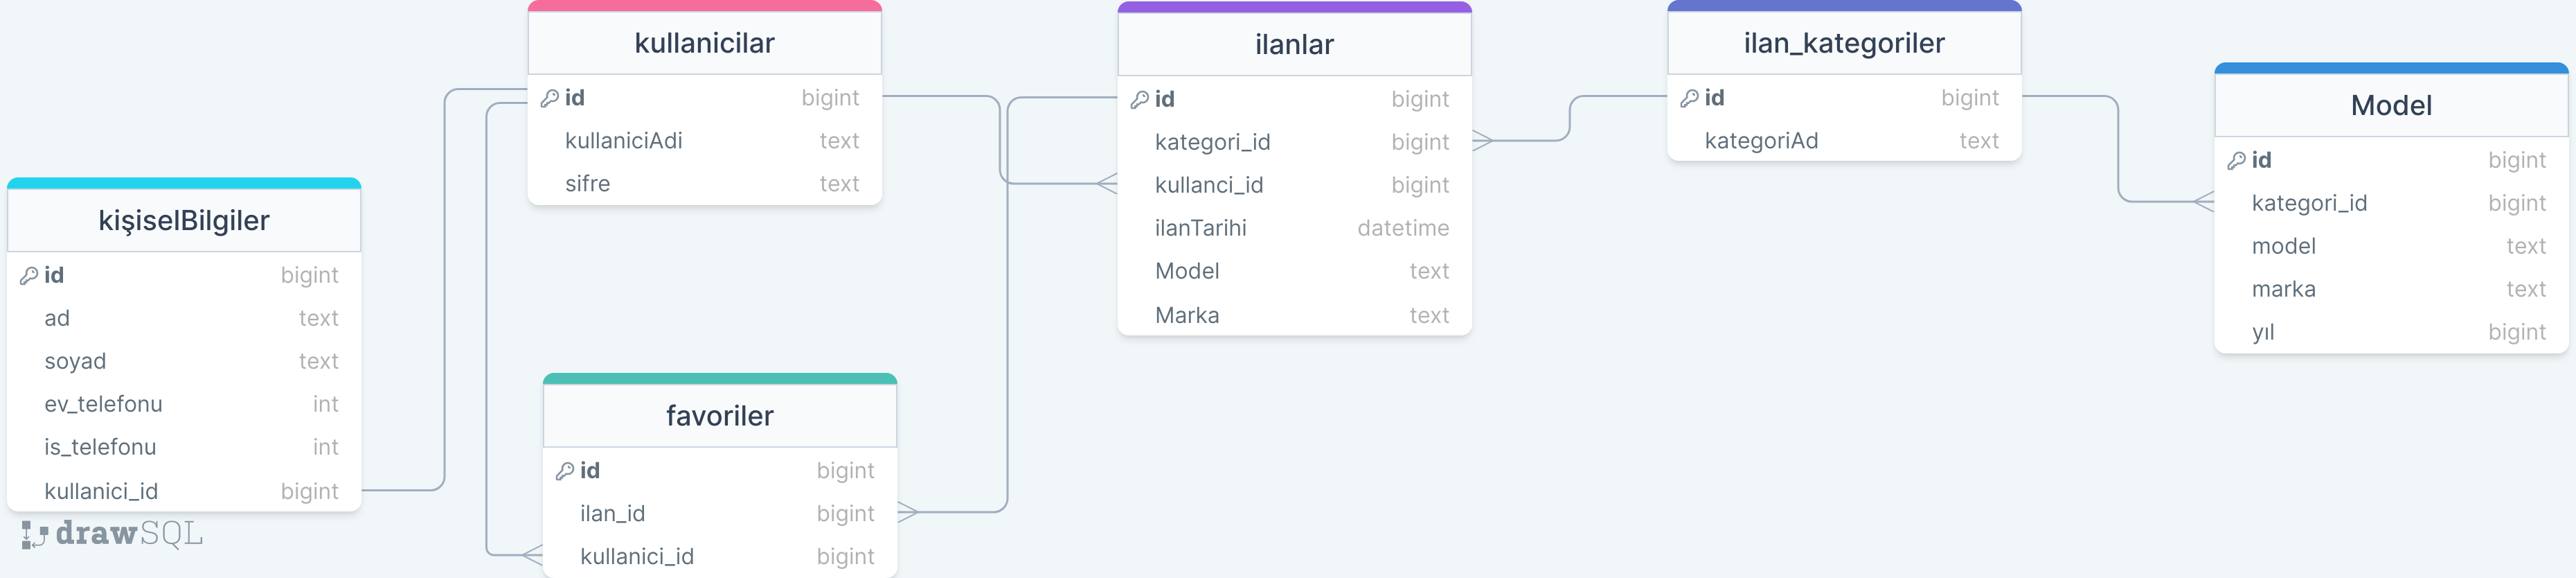 kişiselBilgiler
id bigint
ad text
soyad text
ev_telefonu int
is_telefonu int
kullanici_id bigint
kullanicilar
id bigint
kullaniciAdi text
sifre text
favoriler
id bigint
ilan_id bigint
kullanici_id bigint
ilanlar
id bigint
kategori_id bigint
kullanci_id bigint
ilanTarihi datetime
Model text
Marka text
ilan_kategoriler
id bigint
kategoriAd text
Model
id bigint
kategori_id bigint
model text
marka text
yıl bigint
drawSQL